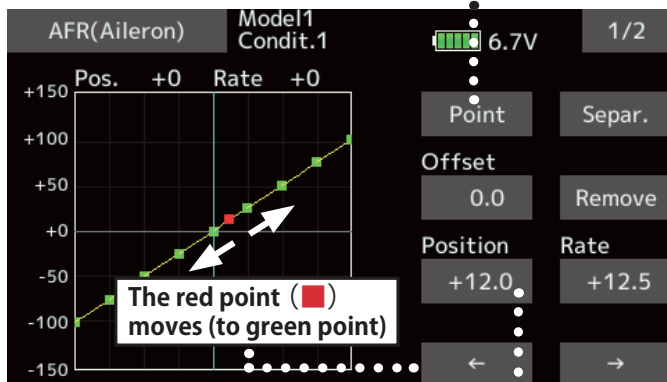 AFR(Aileron)
Model1
Condit.1
6.7V
1/2
Pos. +0 Rate +0
+150
+100
+50
+0
-50
-100
-150
Point
Separ.
Offset
0.0
Remove
Position
Rate
+12.0
+12.5
The red point (■)
moves (to green point)
←
→